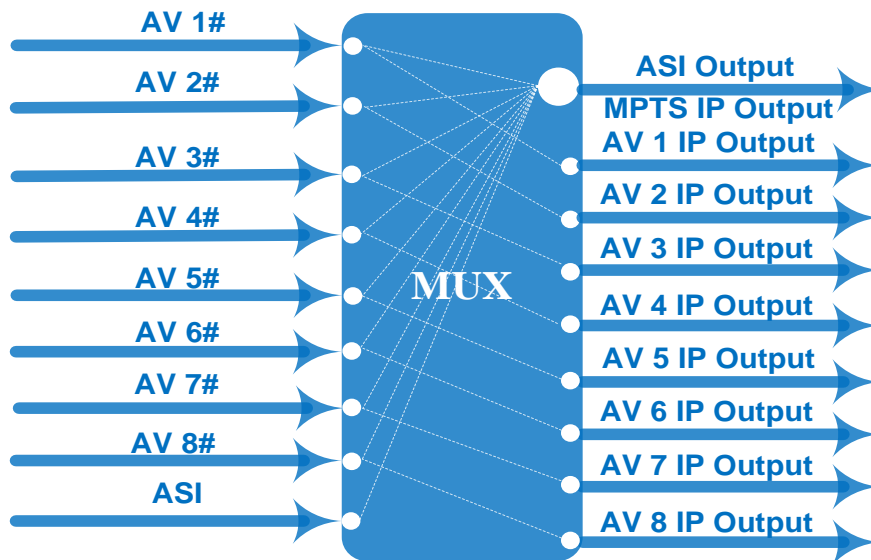 AV 1#
AV 2#
AV 3#
AV 4#
AV 5#
AV 6#
AV 7#
AV 8#
ASI
MUX
ASI Output
MPTS IP Output
AV 1 IP Output
AV 2 IP Output
AV 3 IP Output
AV 4 IP Output
AV 5 IP Output
AV 6 IP Output
AV 7 IP Output
AV 8 IP Output